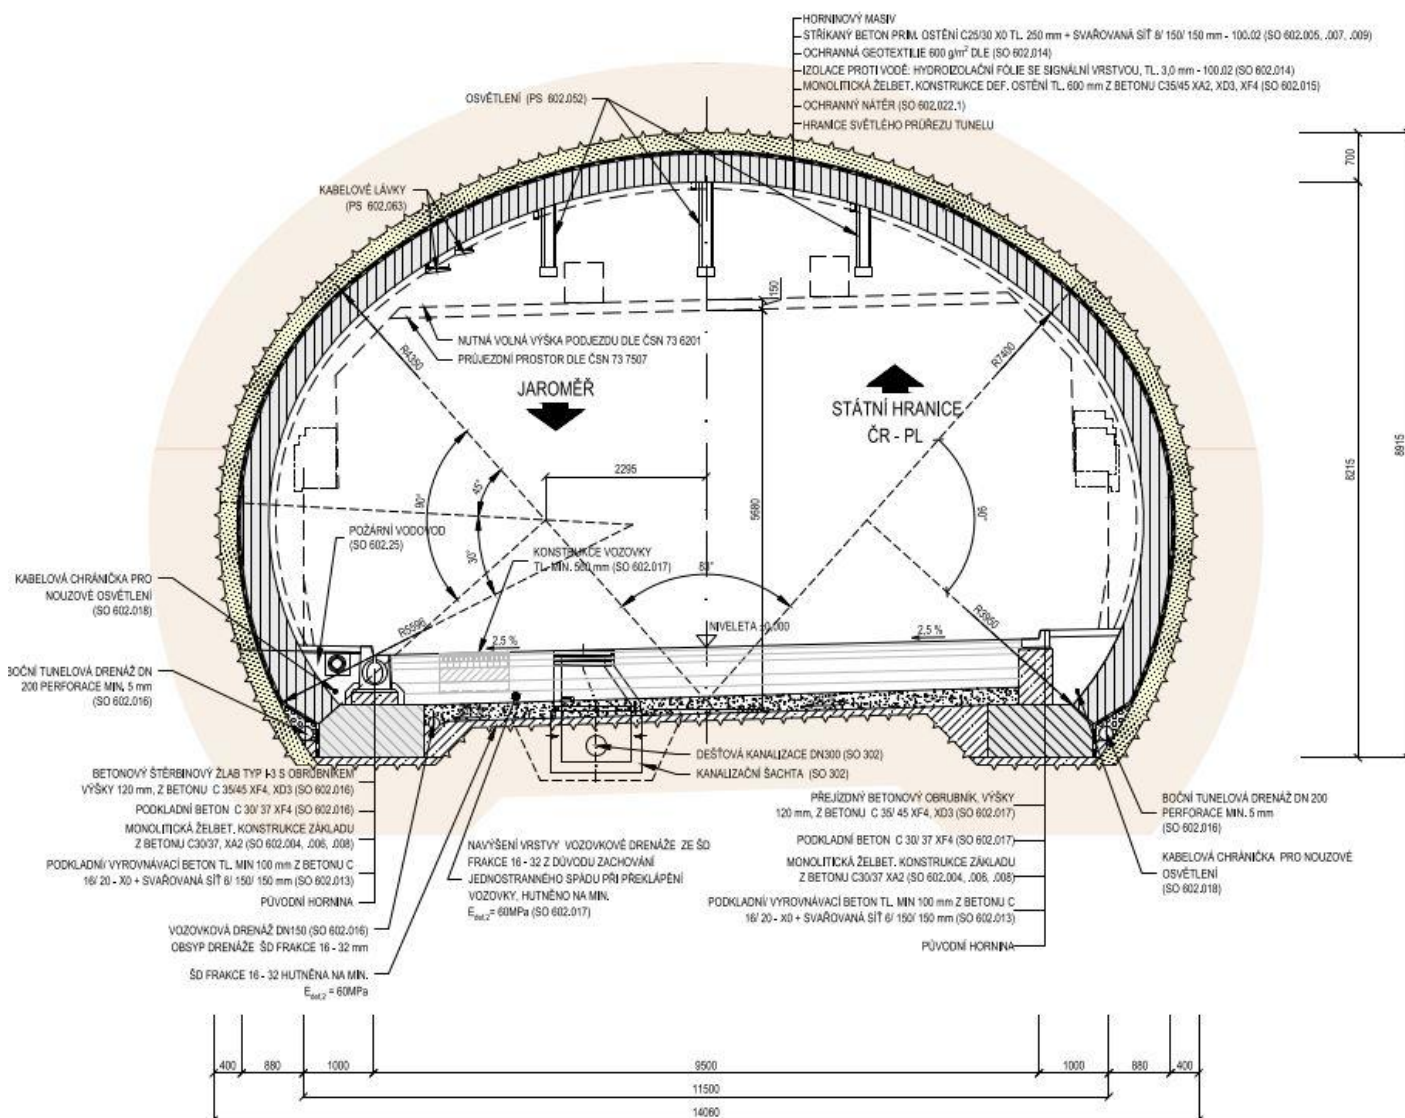 HORNINOVÝ MASIV
STŘÍKANÝ BETON PRIM. OSTĚNÍ C25/30 X0 TL. 250 mm + SVAŘOVANÁ SÍŤ 8/ 150/ 150 mm - 100.02 (SO 602.005, .007, .009)
OCHRANNÁ GEOTEXTILIE 600 g/m² DLE (SO 602.014)
IZOLACE PROTI VODĚ: HYDROIZOLAČNÍ FÓLIE SE SIGNÁLNÍ VRSTVOU, TL. 3,0 mm - 100.02 (SO 602.014)
MONOLITICKÁ ŽELBET. KONSTRUKCE DEF. OSTĚNÍ TL. 600 mm Z BETONU C35/45 XA2, XD3, XF4 (SO 602.015)
OCHRANNÝ NÁTĚR (SO 602.022.1)
HRANICE SVĚTLÉHO PRŮŘEZU TUNELU
OSVĚTLENÍ (PS 602.052)
KABELOVÉ LÁVKY
(PS 602.063)
700
8215
8915
150
NUTNÁ VOLNÁ VÝŠKA PODJEZDU DLE ČSN 73 6201
PRŮJEZDNÍ PROSTOR DLE ČSN 73 7507
R4350
R7400
JAROMĚŘ
STÁTNÍ HRANICE
ČR - PL
2295
5680
90°
45°
30°
90°
83°
POŽÁRNÍ VODOVOD
(SO 602.25)
KONSTRUKCE VOZOVKY
TL. MIN. 560 mm (SO 602.017)
KABELOVÁ CHRÁNIČKA PRO
NOUZOVÉ OSVĚTLENÍ
(SO 602.018)
R5596
R3950
NIVELETA ±0,000
2.5 %
2.5 %
BOČNÍ TUNELOVÁ DRENÁŽ DN
200 PERFORACE MIN. 5 mm
(SO 602.016)
DEŠŤOVÁ KANALIZACE DN300 (SO 302)
KANALIZAČNÍ ŠACHTA (SO 302)
BETONOVÝ ŠTĚRBINOVÝ ŽLAB TYP I-3 S OBRUBNÍKEM
VÝŠKY 120 mm, Z BETONU C 35/45 XF4, XD3 (SO 602.016)
PODKLADNÍ BETON C 30/ 37 XF4 (SO 602.016)
MONOLITICKÁ ŽELBET. KONSTRUKCE ZÁKLADU
Z BETONU C30/37, XA2 (SO 602.004, .006, .008)
PODKLADNÍ/ VYROVNÁVACÍ BETON TL. MIN 100 mm Z BETONU C
16/ 20 - X0 + SVAŘOVANÁ SÍŤ 6/ 150/ 150 mm (SO 602.013)
PŮVODNÍ HORNINA
VOZOVKOVÁ DRENÁŽ DN150 (SO 602.016)
OBSYP DRENÁŽE ŠD FRAKCE 16 - 32 mm
ŠD FRAKCE 16 - 32 HUTNĚNA NA MIN.
Edef,2 = 60MPa
NAVÝŠENÍ VRSTVY VOZOVKOVÉ DRENÁŽE ZE ŠD
FRAKCE 16 - 32 Z DŮVODU ZACHOVÁNÍ
JEDNOSTRANNÉHO SPÁDU PŘI PŘEKLÁPĚNÍ
VOZOVKY, HUTNĚNO NA MIN.
Edef,2 = 60MPa (SO 602.017)
PŘEJÍZDNÝ BETONOVÝ OBRUBNÍK, VÝŠKY
120 mm, Z BETONU C 35/ 45 XF4, XD3 (SO 602.017)
PODKLADNÍ BETON C 30/ 37 XF4 (SO 602.017)
MONOLITICKÁ ŽELBET. KONSTRUKCE ZÁKLADU
Z BETONU C30/37 XA2 (SO 602.004, .006, .008)
PODKLADNÍ/ VYROVNÁVACÍ BETON TL. MIN 100 mm Z BETONU C
16/ 20 - X0 + SVAŘOVANÁ SÍŤ 6/ 150/ 150 mm (SO 602.013)
PŮVODNÍ HORNINA
BOČNÍ TUNELOVÁ DRENÁŽ DN 200
PERFORACE MIN. 5 mm
(SO 602.016)
KABELOVÁ CHRÁNIČKA PRO NOUZOVÉ
OSVĚTLENÍ
(SO 602.018)
400 880 1000 9500 1000 880 400
11500
14060